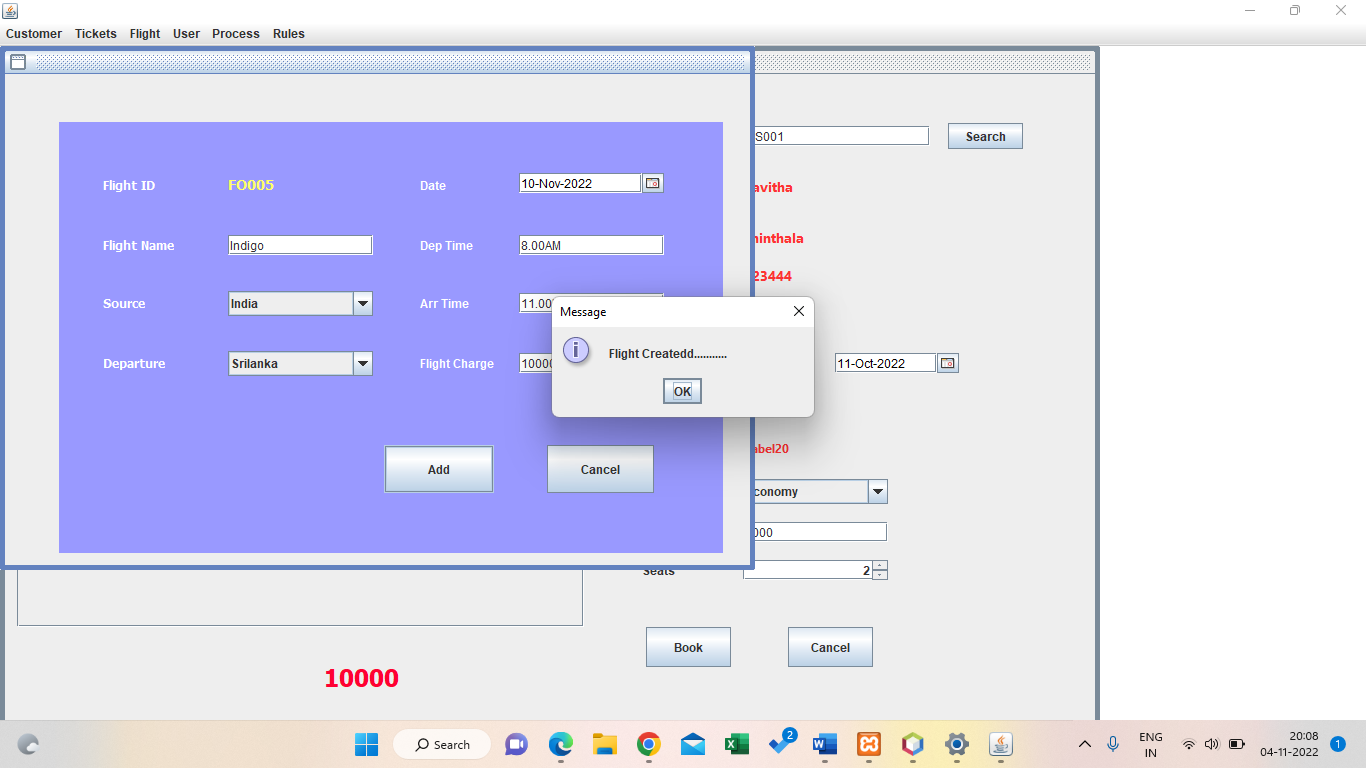 Customer Tickets Flight User Process Rules
Flight ID FO005 Date 10-Nov-2022
Flight Name Indigo Dep Time 8.00AM
Source India Arr Time 11.00
Departure Srilanka Flight Charge 10000
Add Cancel
Message
Flight Createdd...........
OK
S001 Search
avitha
hinthala
23444
11-Oct-2022
abel20
conomy
000
Seats 2
Book Cancel
10000
Search
2
ENG
IN
20:08
04-11-2022
1